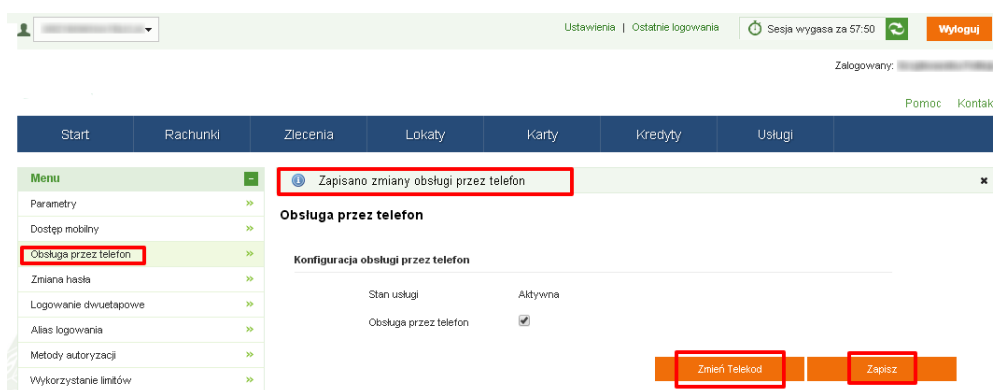 Ustawienia | Ostatnie logowania Sesja wygasa za 57:50 Wyloguj
Zalogowany:
Pomoc Kontak
Start Rachunki Zlecenia Lokaty Karty Kredyty Usługi
Menu
Parametry
Dostęp mobilny
Obsługa przez telefon
Zmiana hasła
Logowanie dwuetapowe
Alias logowania
Metody autoryzacji
Wykorzystanie limitów
Zapisano zmiany obsługi przez telefon
Obsługa przez telefon
Konfiguracja obsługi przez telefon
Stan usługi Aktywna
Obsługa przez telefon
Zmień Telekod Zapisz